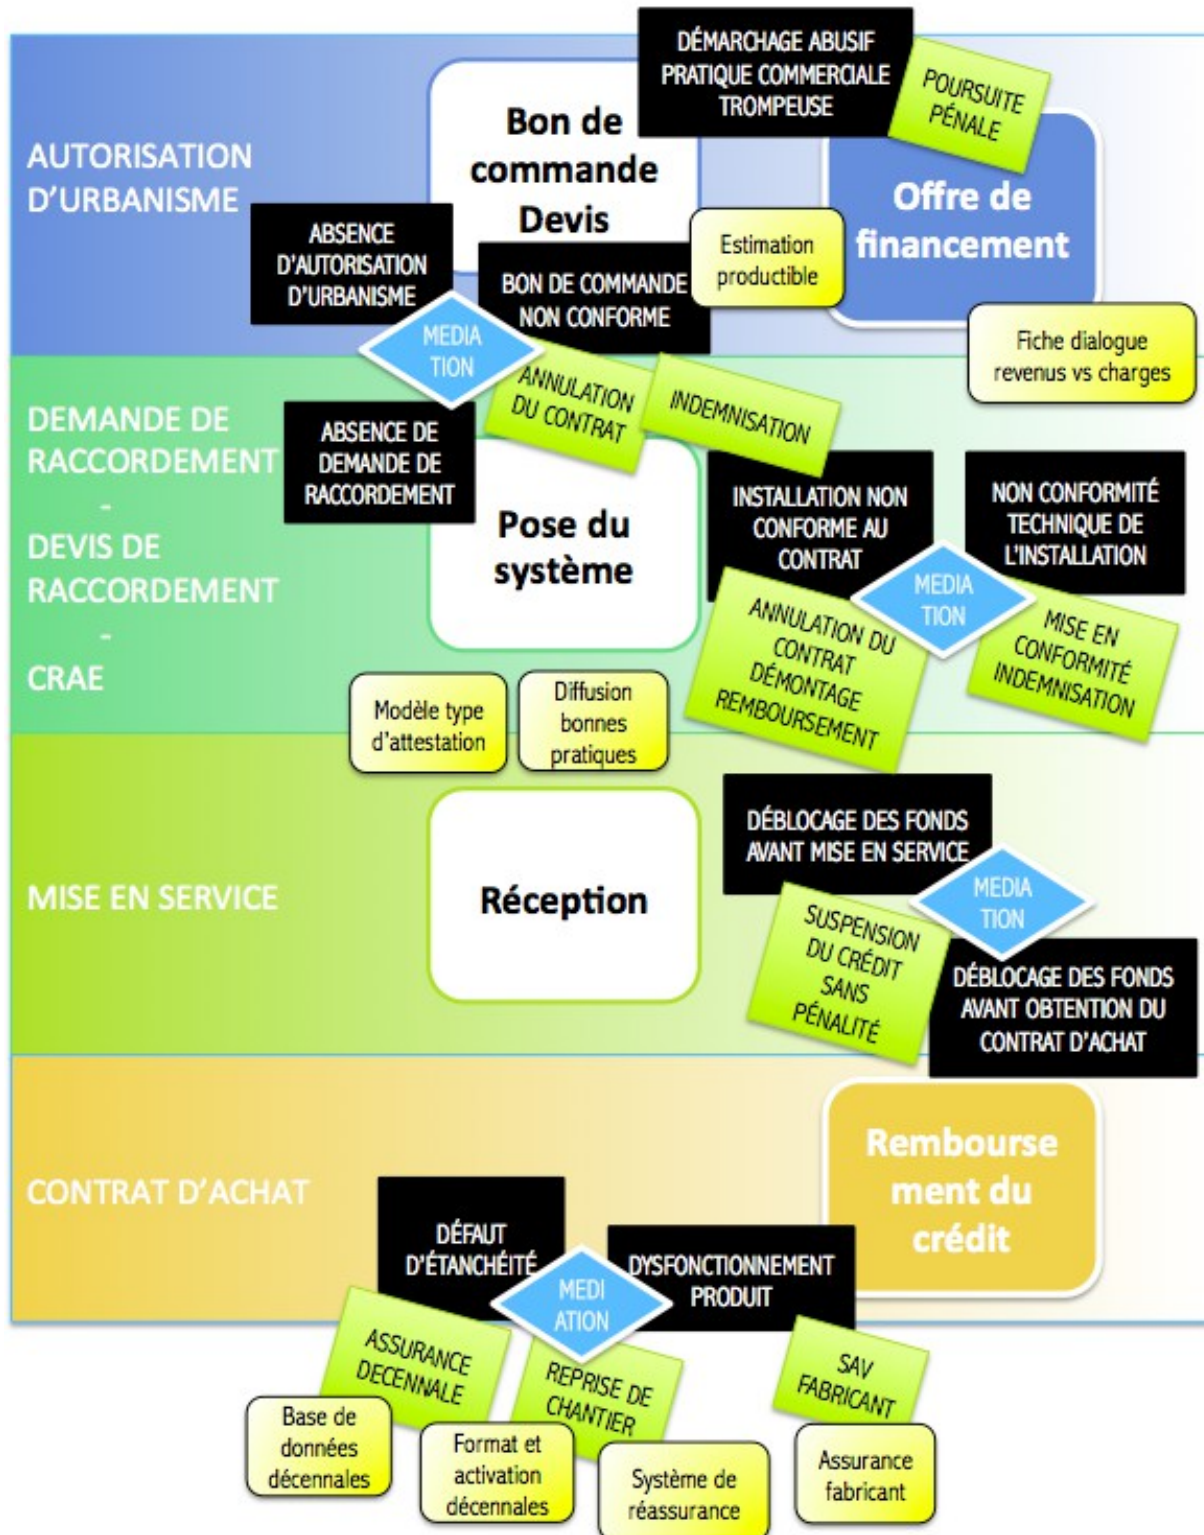 DÉMARCHAGE ABUSIF
PRATIQUE COMMERCIALE
TROMPEUSE
POURSUITE
PÉNALE
AUTORISATION
D'URBANISME
Bon de
commande
Devis
Offre de
financement
ABSENCE
D'AUTORISATION
D'URBANISME
BON DE COMMANDE
NON CONFORME
Estimation
productible
Fiche dialogue
revenus vs charges
MEDIA
TION
ANNULATION
DU CONTRAT
INDEMNISATION
DEMANDE DE
RACCORDEMENT
-
DEVIS DE
RACCORDEMENT
-
CRAE
ABSENCE DE
DEMANDE DE
RACCORDEMENT
Pose du
système
INSTALLATION NON
CONFORME AU
CONTRAT
NON CONFORMITÉ
TECHNIQUE DE
L'INSTALLATION
MEDIA
TION
ANNULATION DU
CONTRAT
DÉMONTAGE
REMBOURSEMENT
MISE EN
CONFORMITÉ
INDEMNISATION
Modèle type
d'attestation
Diffusion
bonnes
pratiques
MISE EN SERVICE
Réception
DÉBLOCAGE DES FONDS
AVANT MISE EN SERVICE
MEDIA
TION
SUSPENSION
DU CRÉDIT
SANS
PÉNALITÉ
DÉBLOCAGE DES FONDS
AVANT OBTENTION DU
CONTRAT D'ACHAT
CONTRAT D'ACHAT
Rembourse
ment du
crédit
DÉFAUT
D'ÉTANCHÉITÉ
MEDI
ATION
DYSFONCTIONNEMENT
PRODUIT
ASSURANCE
DECENNALE
REPRISE DE
CHANTIER
SAV
FABRICANT
Base de
données
décennales
Format et
activation
décennales
Système de
réassurance
Assurance
fabricant